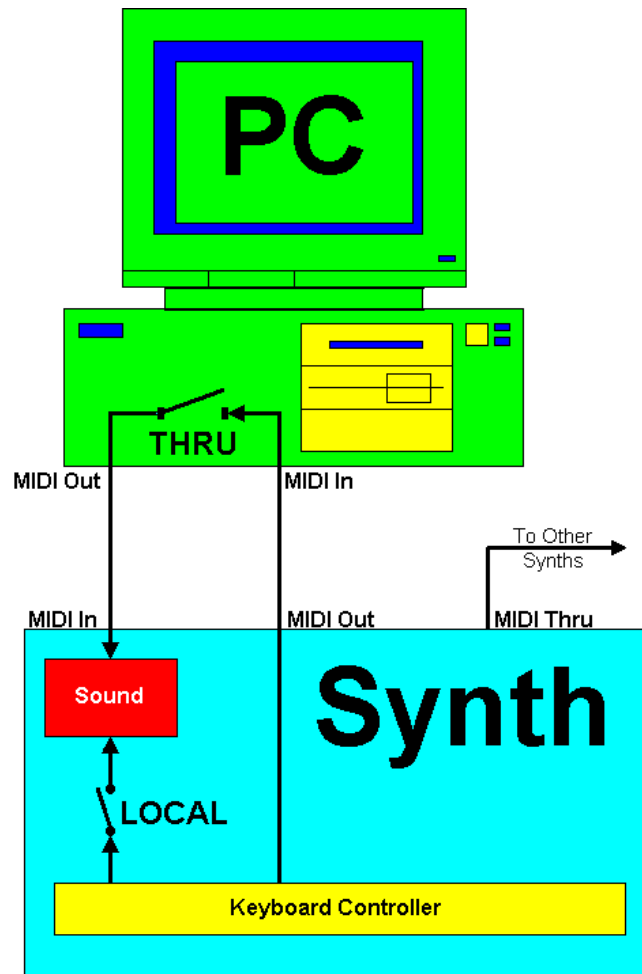 PC
THRU
MIDI Out
MIDI In
To Other
Synths
MIDI In
MIDI Out
MIDI Thru
Sound
Synth
LOCAL
Keyboard Controller